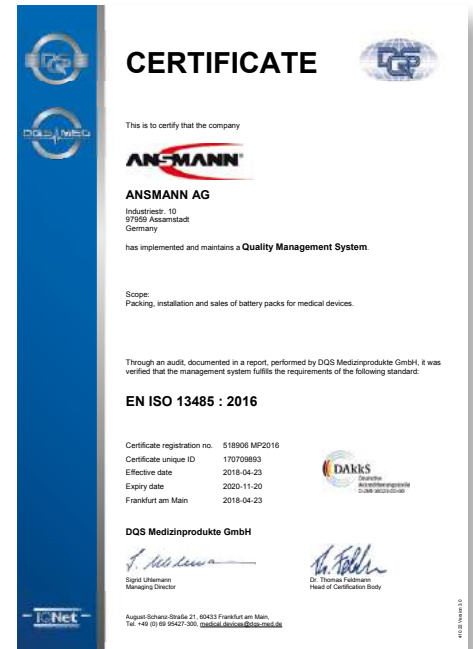 DQS
CERTIFICATE
DQS
DQS MED
This is to certify that the company
ANSMANN
ANSMANN AG
Industriestr. 10
97959 Assamstadt
Germany
has implemented and maintains a Quality Management System.
Scope:
Packing, installation and sales of battery packs for medical devices.
Through an audit, documented in a report, performed by DQS Medizinprodukte GmbH, it was
verified that the management system fulfills the requirements of the following standard:
EN ISO 13485 : 2016
Certificate registration no. 518906 MP2016
Certificate unique ID 170709893
Effective date 2018-04-23
Expiry date 2020-11-20
Frankfurt am Main 2018-04-23
DAkkS
Deutsche
Akkreditierungsstelle
DQS Medizinprodukte GmbH
Sigrid Uhlemann
Managing Director
Dr. Thomas Feldmann
Head of Certification Body
IQNet
August-Schanz-Straße 21, 60433 Frankfurt am Main,
Tel. +49 (0) 69 95427-300, medical.devices@dqs-med.de